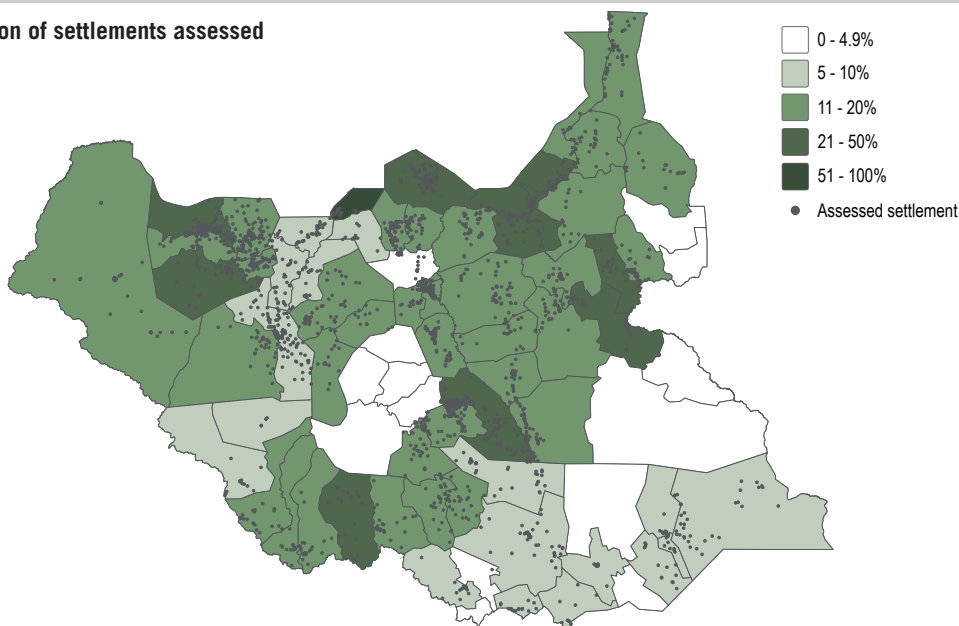 on of settlements assessed
0 - 4.9%
5 - 10%
11 - 20%
21 - 50%
51 - 100%
Assessed settlement